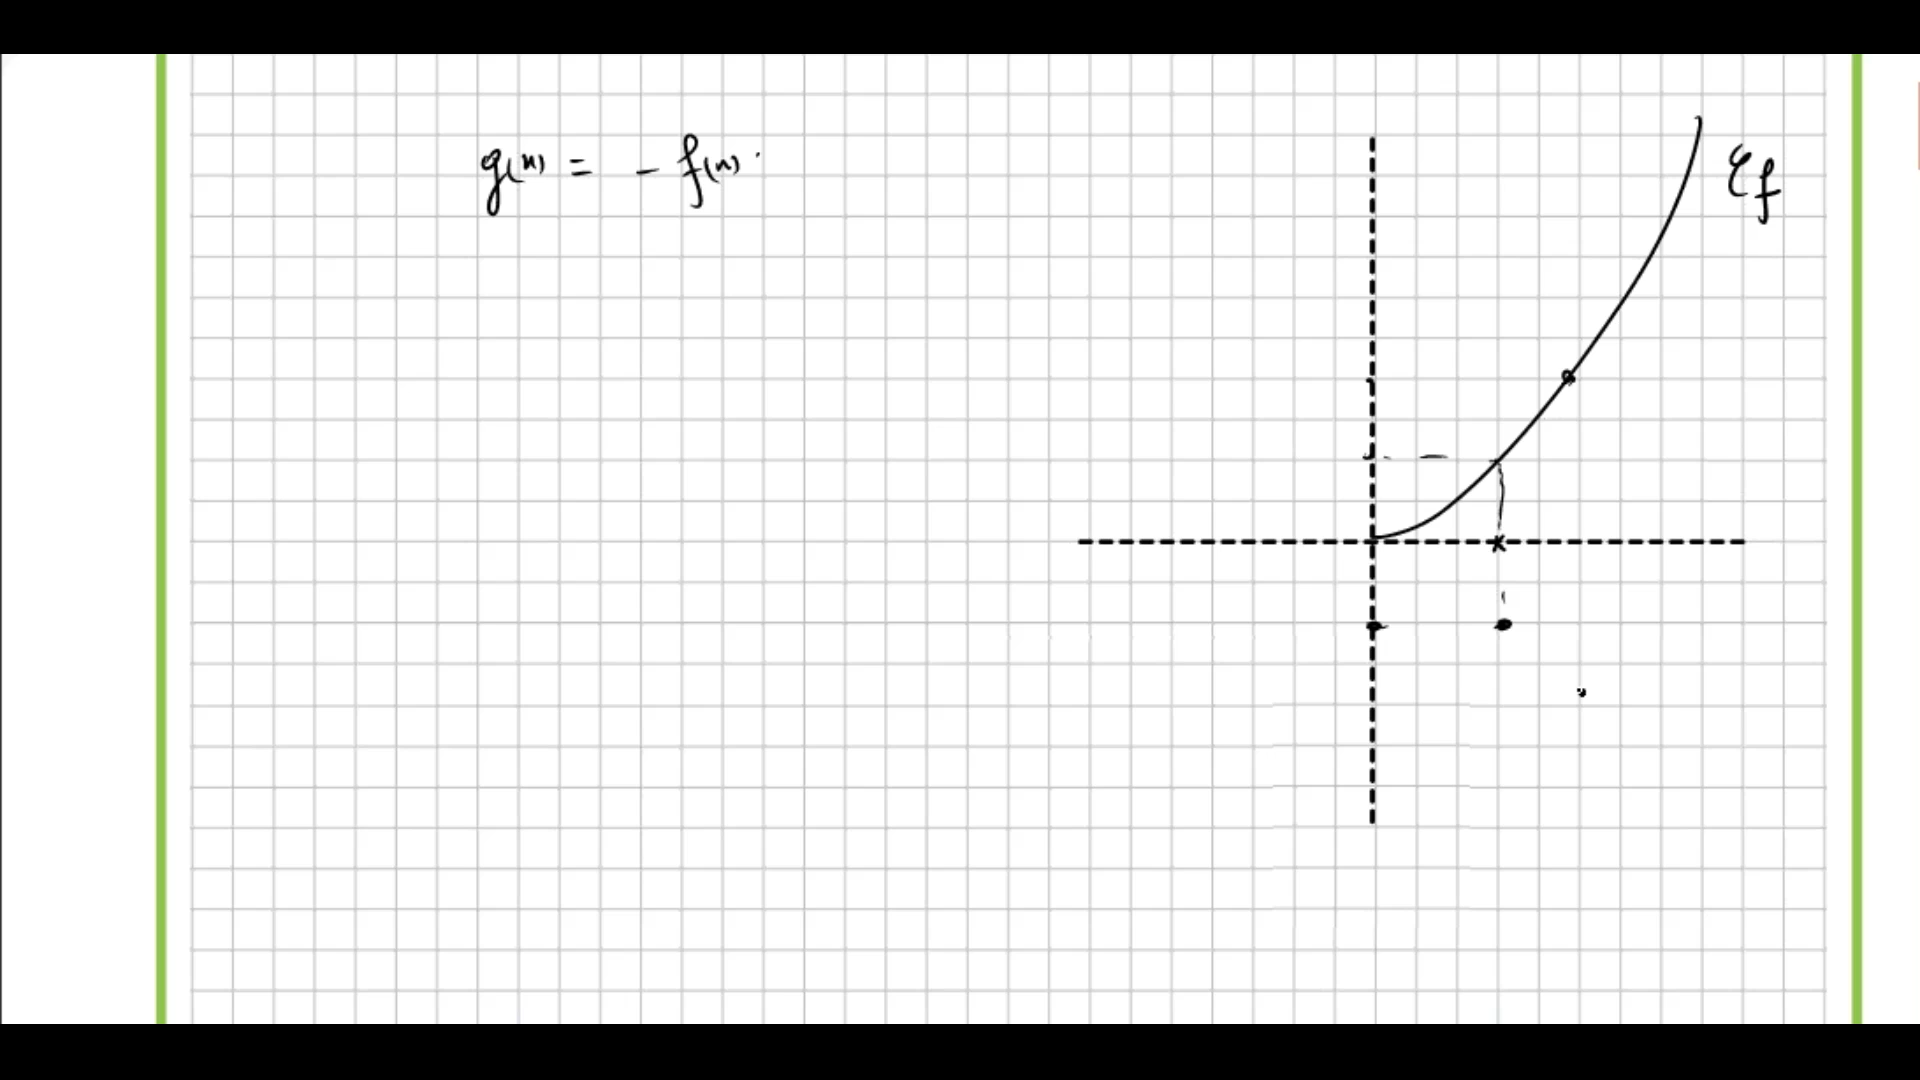 g(x) = - f(x).
𝒞f